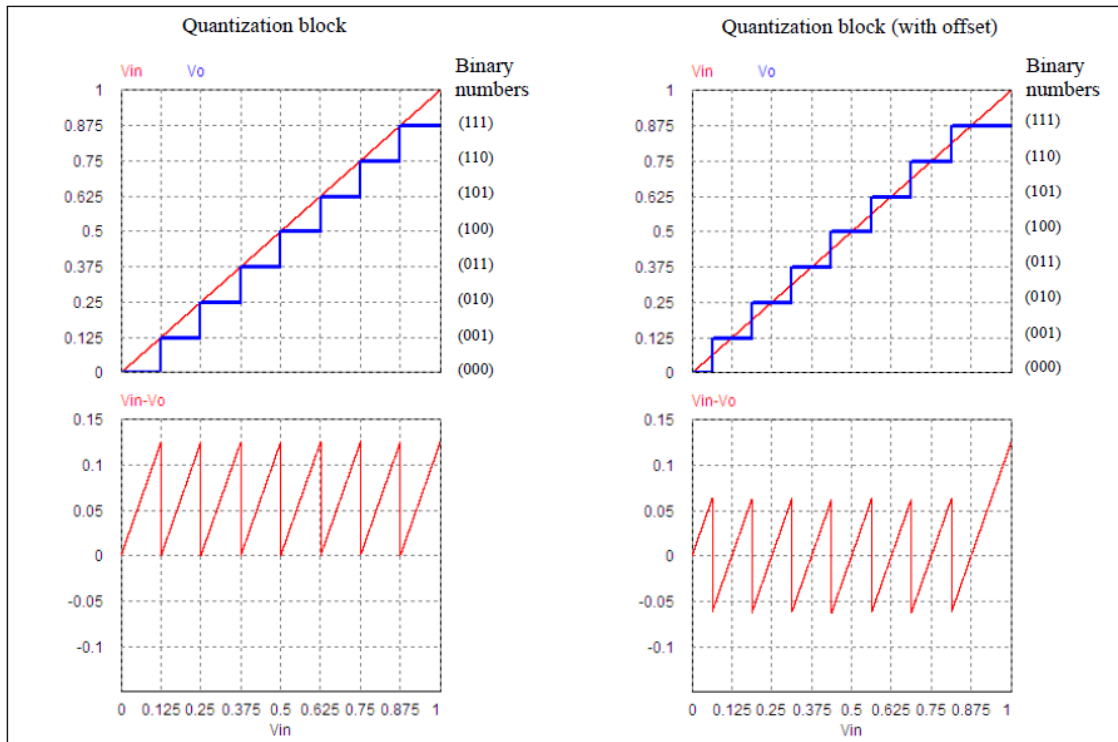 Quantization block
Vin Vo
Binary
numbers
1
0.875 (111)
0.75 (110)
0.625 (101)
0.5 (100)
0.375 (011)
0.25 (010)
0.125 (001)
0 (000)
Vin-Vo
0.15
0.1
0.05
0
-0.05
-0.1
0 0.125 0.25 0.375 0.5 0.625 0.75 0.875 1
Vin
Quantization block (with offset)
Vin Vo
Binary
numbers
1
0.875 (111)
0.75 (110)
0.625 (101)
0.5 (100)
0.375 (011)
0.25 (010)
0.125 (001)
0 (000)
Vin-Vo
0.15
0.1
0.05
0
-0.05
-0.1
0 0.125 0.25 0.375 0.5 0.625 0.75 0.875 1
Vin